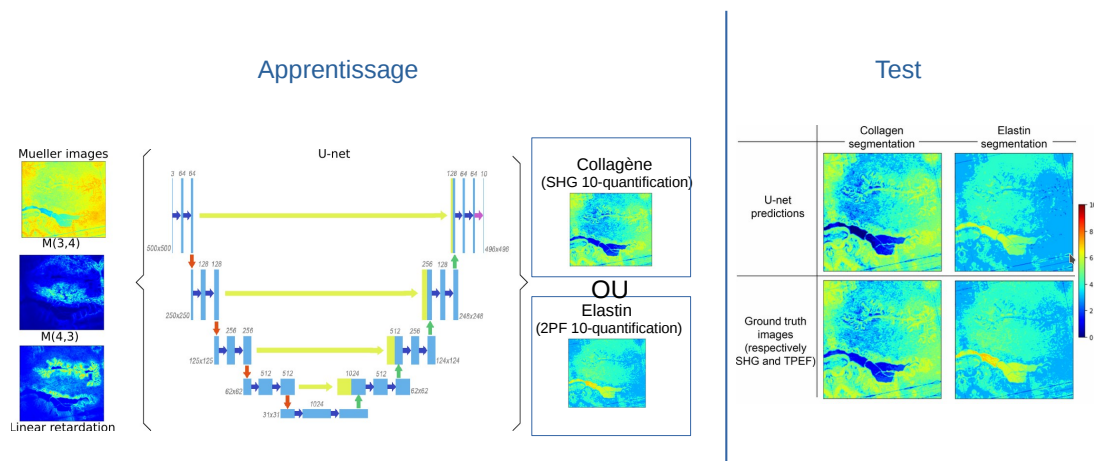 Apprentissage
Test
Mueller images
M(3,4)
M(4,3)
Linear retardation
U-net
3 64 64
128 64 64 10
500x500
496x496
128 128
256 128
250x250
248x248
256 256
512 256
125x125
124x124
512 512
1024 512
62x62
62x62
1024
31x31
Collagène
(SHG 10-quantification)
OU
Elastin
(2PF 10-quantification)
Collagen
segmentation
Elastin
segmentation
U-net
predictions
Ground truth
images
(respectively
SHG and TPEF)
10
8
6
4
2
0